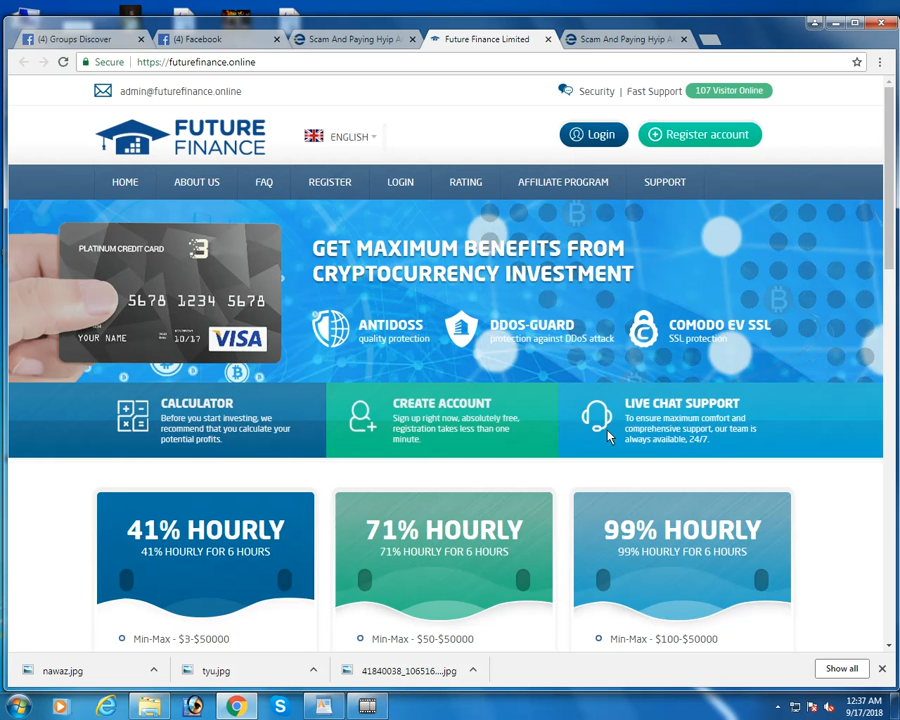 (4) Groups Discover
(4) Facebook
Scam And Paying Hyip A
Future Finance Limited
Scam And Paying Hyip A
Secure
https://futurefinance.online
admin@futurefinance.online
Security | Fast Support
107 Visitor Online
FUTURE
FINANCE
ENGLISH
Login
Register account
HOME
ABOUT US
FAQ
REGISTER
LOGIN
RATING
AFFILIATE PROGRAM
SUPPORT
PLATINUM CREDIT CARD
5678 1234 5678
10/17
YOUR NAME
VISA
GET MAXIMUM BENEFITS FROM
CRYPTOCURRENCY INVESTMENT
ANTIDOSS
quality protection
DDOS-GUARD
protection against DDoS attack
COMODO EV SSL
SSL protection
CALCULATOR
Before you start investing, we
recommend that you calculate your
potential profits.
CREATE ACCOUNT
Sign up right now, absolutely free,
registration takes less than one
minute.
LIVE CHAT SUPPORT
To ensure maximum comfort and
comprehensive support, our team is
always available, 24/7.
41% HOURLY
41% HOURLY FOR 6 HOURS
Min-Max - $3-$50000
71% HOURLY
71% HOURLY FOR 6 HOURS
Min-Max - $50-$50000
99% HOURLY
99% HOURLY FOR 6 HOURS
Min-Max - $100-$50000
nawaz.jpg
tyu.jpg
41840038_106516....jpg
Show all
12:37 AM
9/17/2018